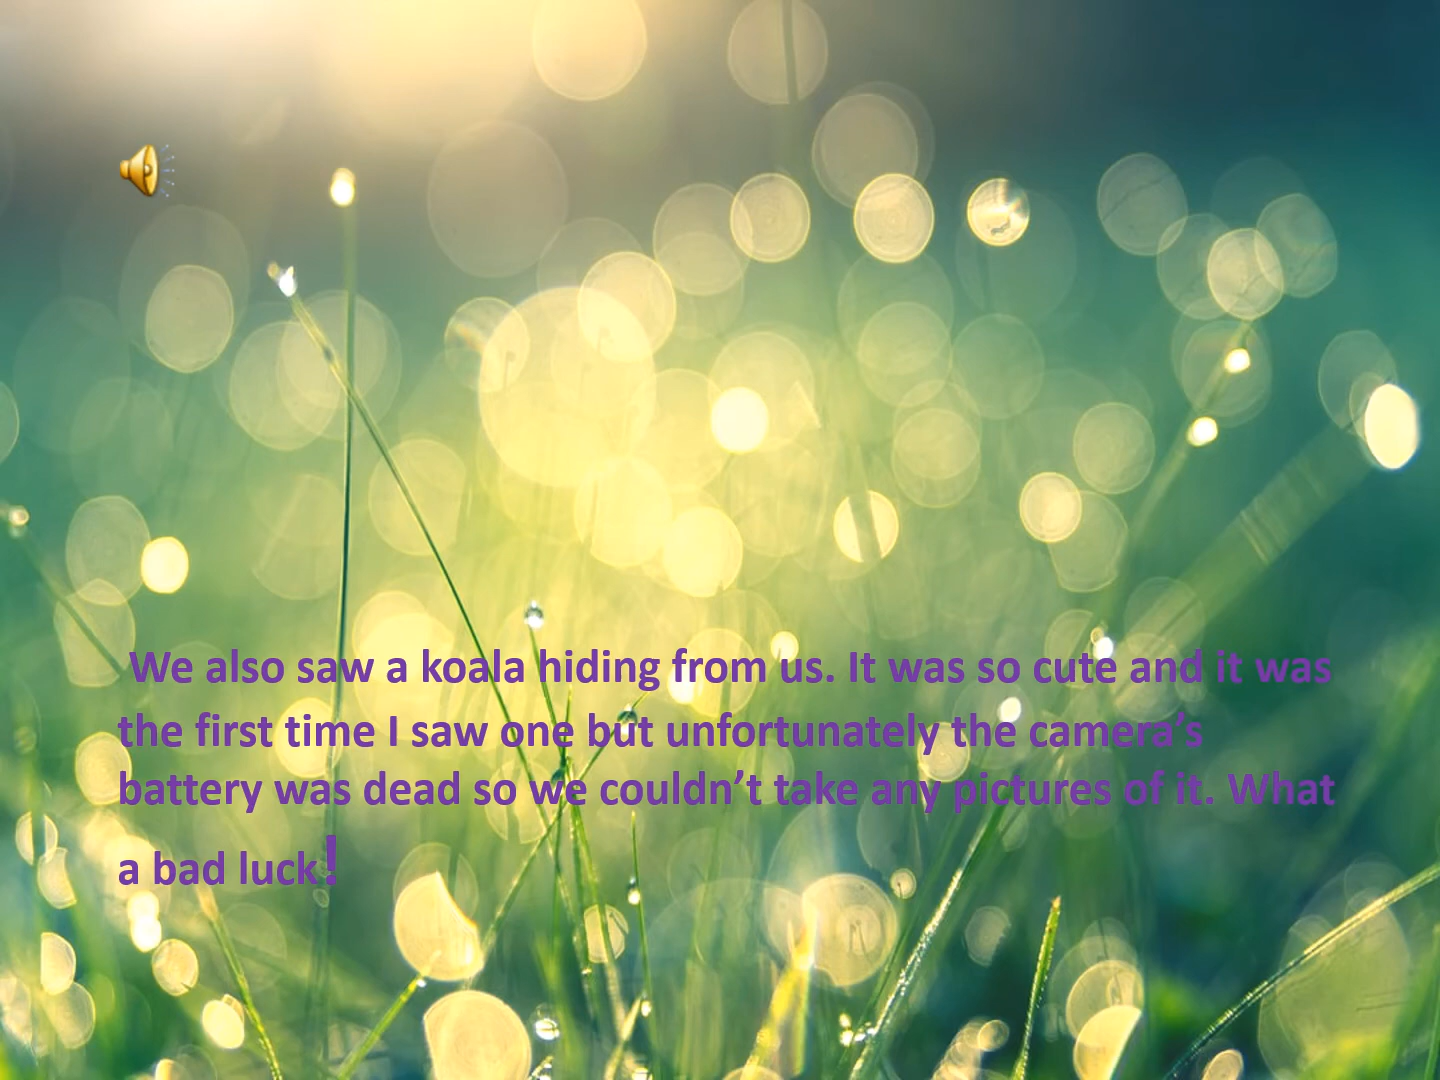 We also saw a koala hiding from us. It was so cute and it was
the first time I saw one but unfortunately the camera’s
battery was dead so we couldn’t take any pictures of it. What
a bad luck!